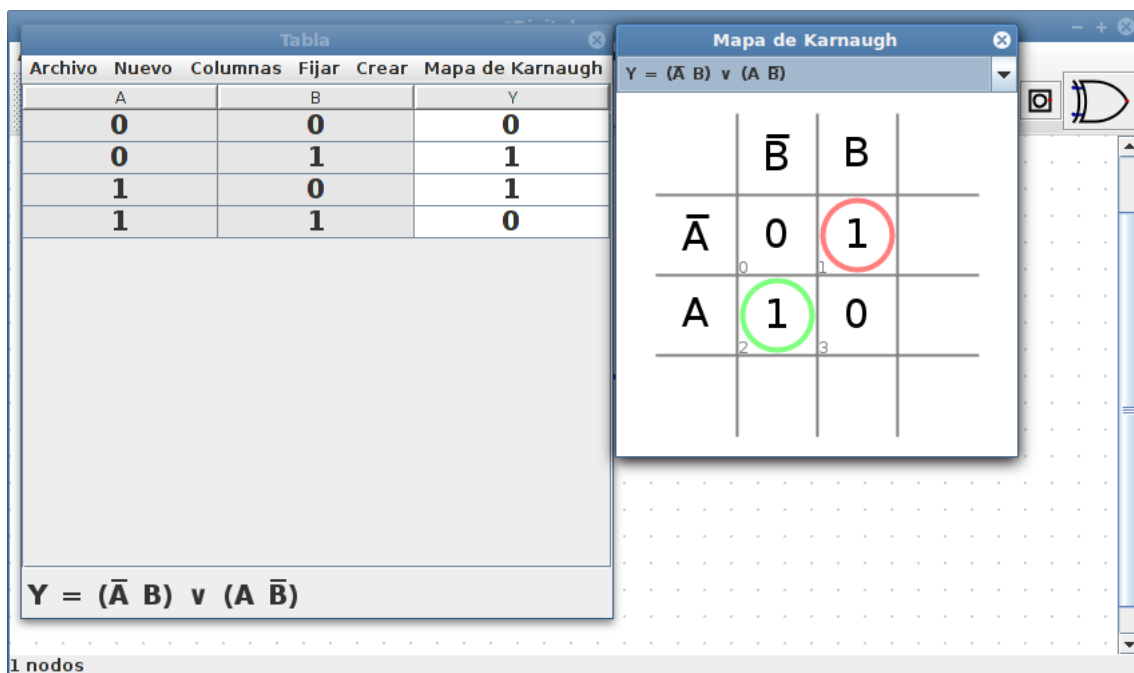 Tabla
Archivo Nuevo Columnas Fijar Crear Mapa de Karnaugh
A B Y
0 0 0
0 1 1
1 0 1
1 1 0
Y = (A̅ B) ∨ (A B̅)
Mapa de Karnaugh
Y = (A̅ B) ∨ (A B̅)
B̅ B
A̅ 0 1
0 1
A 1 0
2 3
1 nodos